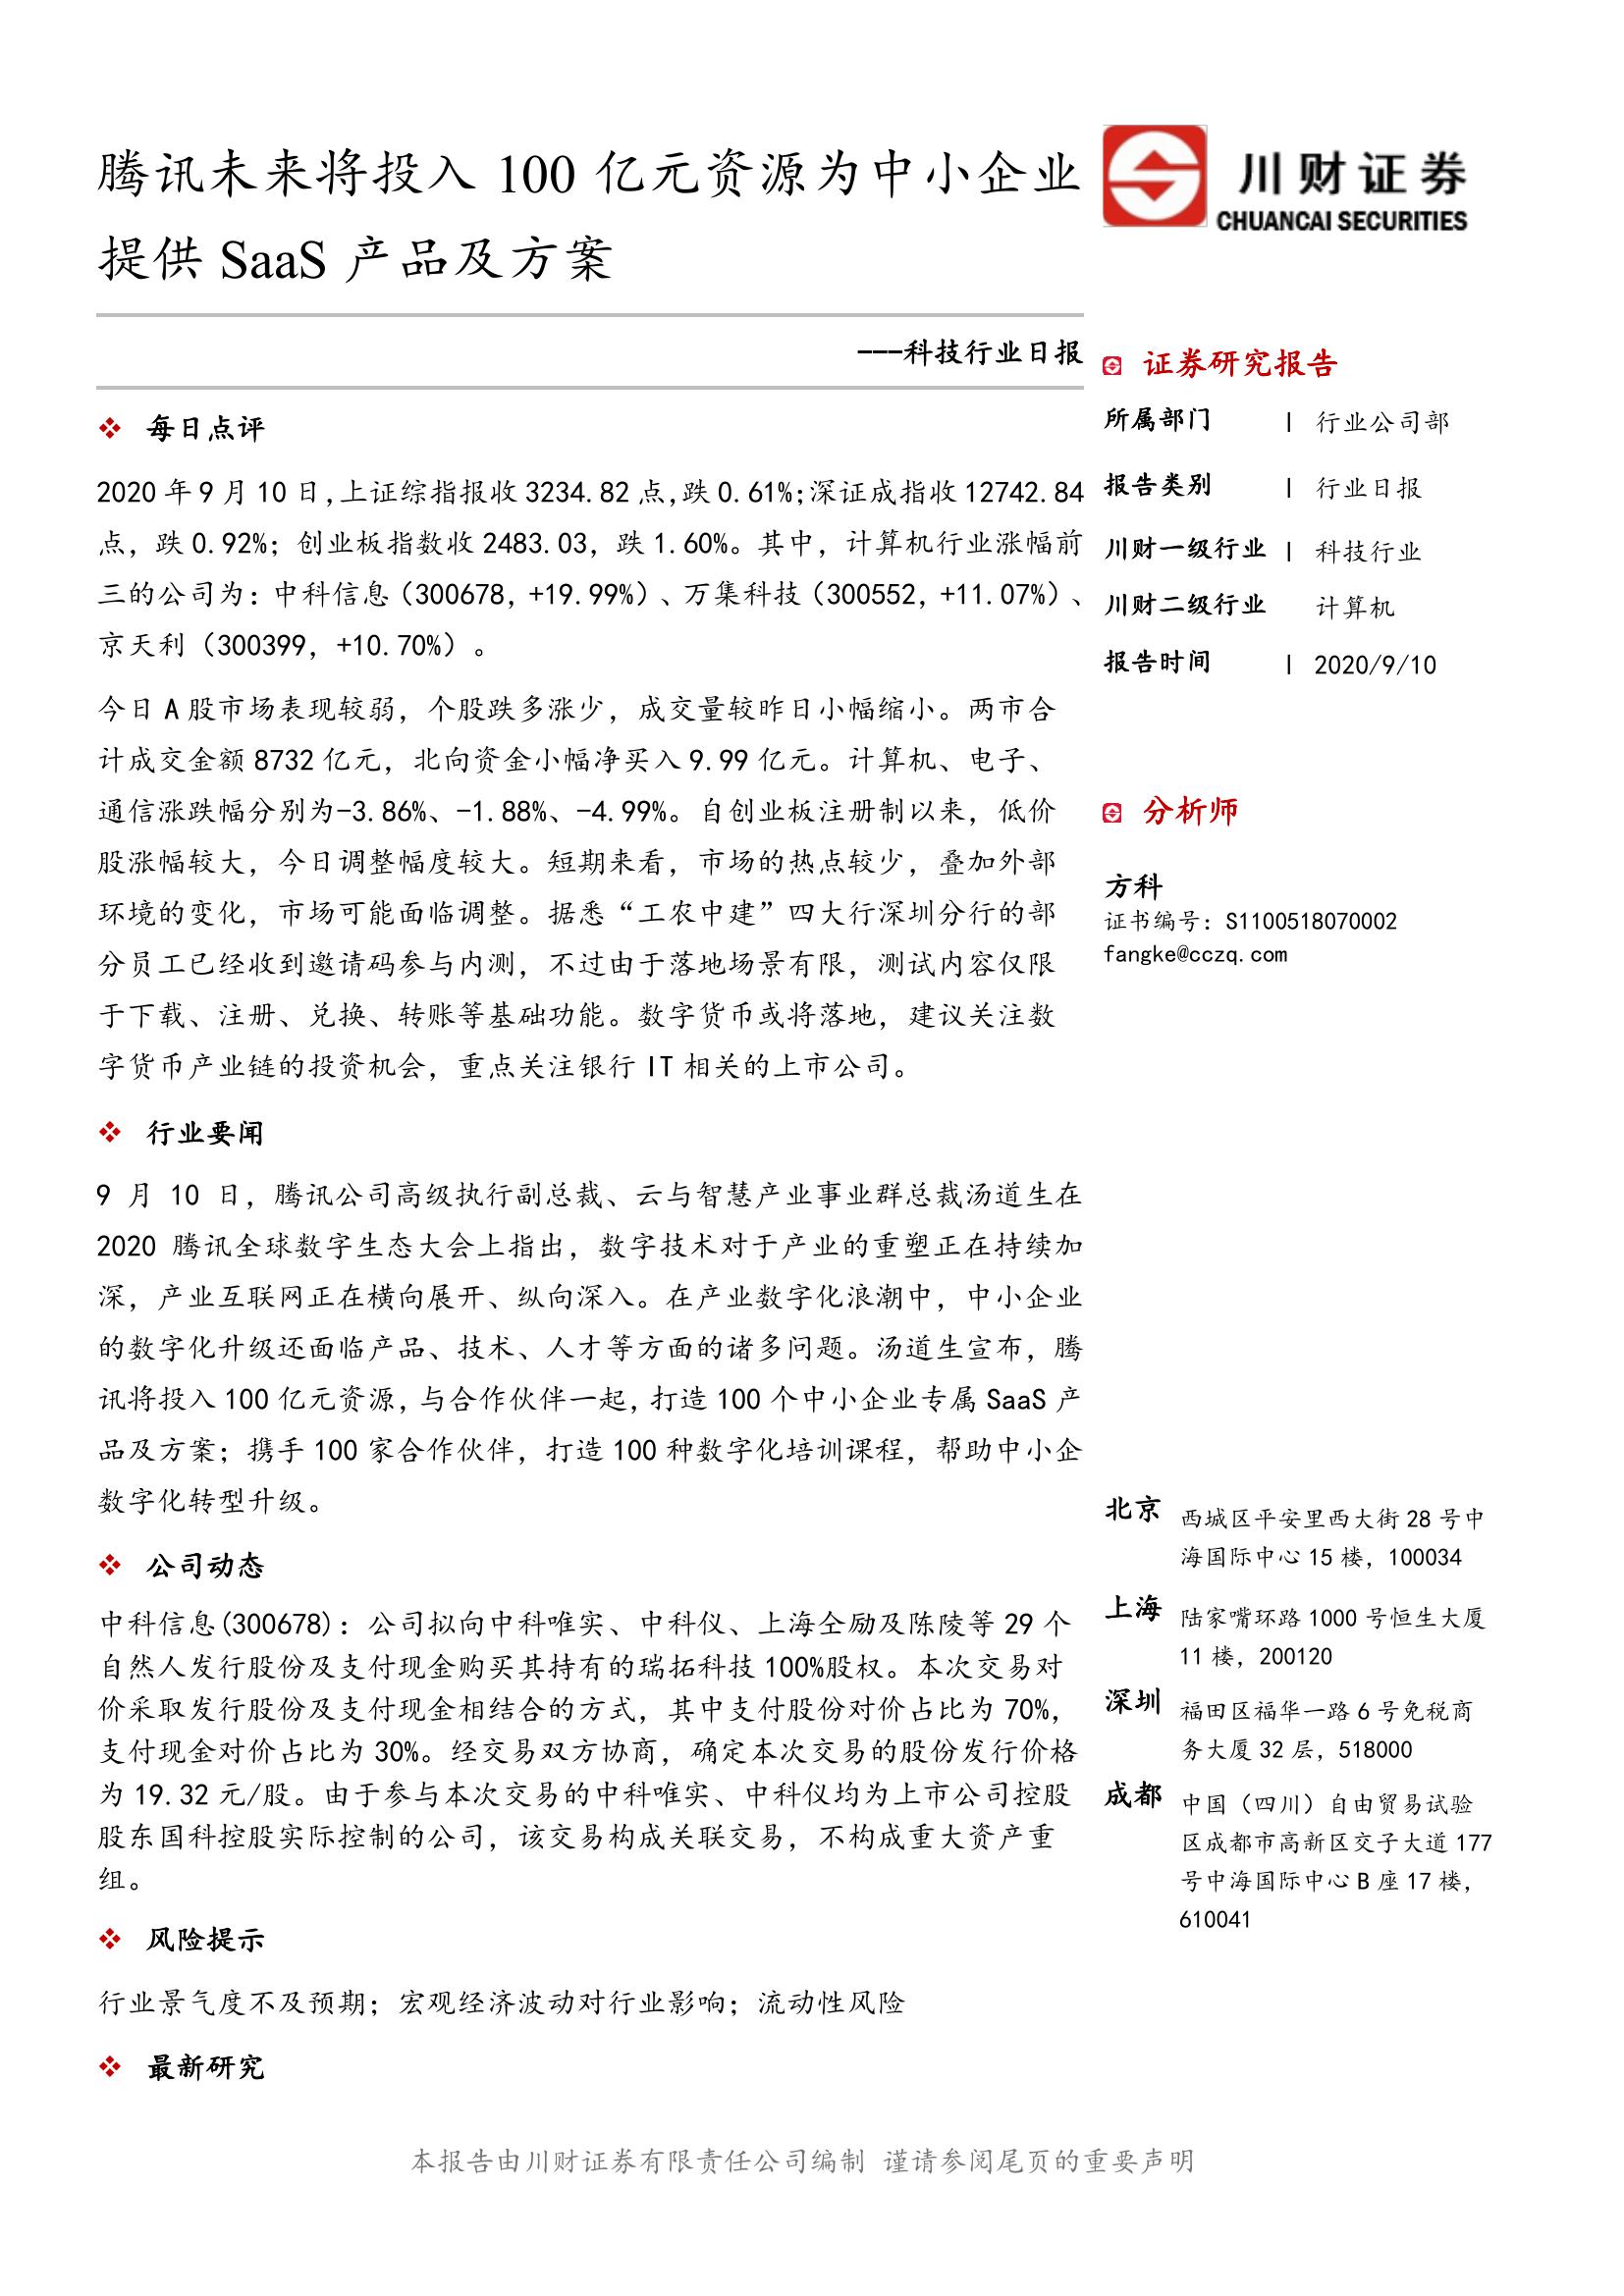 腾讯未来将投入 100 亿元资源为中小企业
提供 SaaS 产品及方案
---科技行业日报
❖ 每日点评
2020 年 9 月 10 日,上证综指报收 3234.82 点,跌 0.61%;深证成指收 12742.84
点，跌 0.92%；创业板指数收 2483.03，跌 1.60%。其中，计算机行业涨幅前
三的公司为：中科信息（300678，+19.99%）、万集科技（300552，+11.07%）、
京天利（300399，+10.70%）。
今日 A 股市场表现较弱，个股跌多涨少，成交量较昨日小幅缩小。两市合
计成交金额 8732 亿元，北向资金小幅净买入 9.99 亿元。计算机、电子、
通信涨跌幅分别为-3.86%、-1.88%、-4.99%。自创业板注册制以来，低价
股涨幅较大，今日调整幅度较大。短期来看，市场的热点较少，叠加外部
环境的变化，市场可能面临调整。据悉“工农中建”四大行深圳分行的部
分员工已经收到邀请码参与内测，不过由于落地场景有限，测试内容仅限
于下载、注册、兑换、转账等基础功能。数字货币或将落地，建议关注数
字货币产业链的投资机会，重点关注银行 IT 相关的上市公司。
❖ 行业要闻
9 月 10 日，腾讯公司高级执行副总裁、云与智慧产业事业群总裁汤道生在
2020 腾讯全球数字生态大会上指出，数字技术对于产业的重塑正在持续加
深，产业互联网正在横向展开、纵向深入。在产业数字化浪潮中，中小企业
的数字化升级还面临产品、技术、人才等方面的诸多问题。汤道生宣布，腾
讯将投入 100 亿元资源,与合作伙伴一起,打造 100 个中小企业专属 SaaS 产
品及方案；携手 100 家合作伙伴，打造 100 种数字化培训课程，帮助中小企
数字化转型升级。
❖ 公司动态
中科信息(300678)：公司拟向中科唯实、中科仪、上海仝励及陈陵等 29 个
自然人发行股份及支付现金购买其持有的瑞拓科技 100%股权。本次交易对
价采取发行股份及支付现金相结合的方式，其中支付股份对价占比为 70%，
支付现金对价占比为 30%。经交易双方协商，确定本次交易的股份发行价格
为 19.32 元/股。由于参与本次交易的中科唯实、中科仪均为上市公司控股
股东国科控股实际控制的公司，该交易构成关联交易，不构成重大资产重
组。
❖ 风险提示
行业景气度不及预期；宏观经济波动对行业影响；流动性风险
❖ 最新研究
川财证券
CHUANCAI SECURITIES
证券研究报告
所属部门 | 行业公司部
报告类别 | 行业日报
川财一级行业 | 科技行业
川财二级行业 计算机
报告时间 | 2020/9/10
分析师
方科
证书编号：S1100518070002
fangke@cczq.com
北京 西城区平安里西大街 28 号中
海国际中心 15 楼，100034
上海 陆家嘴环路 1000 号恒生大厦
11 楼，200120
深圳 福田区福华一路 6 号免税商
务大厦 32 层，518000
成都 中国（四川）自由贸易试验
区成都市高新区交子大道 177
号中海国际中心 B 座 17 楼，
610041
本报告由川财证券有限责任公司编制 谨请参阅尾页的重要声明